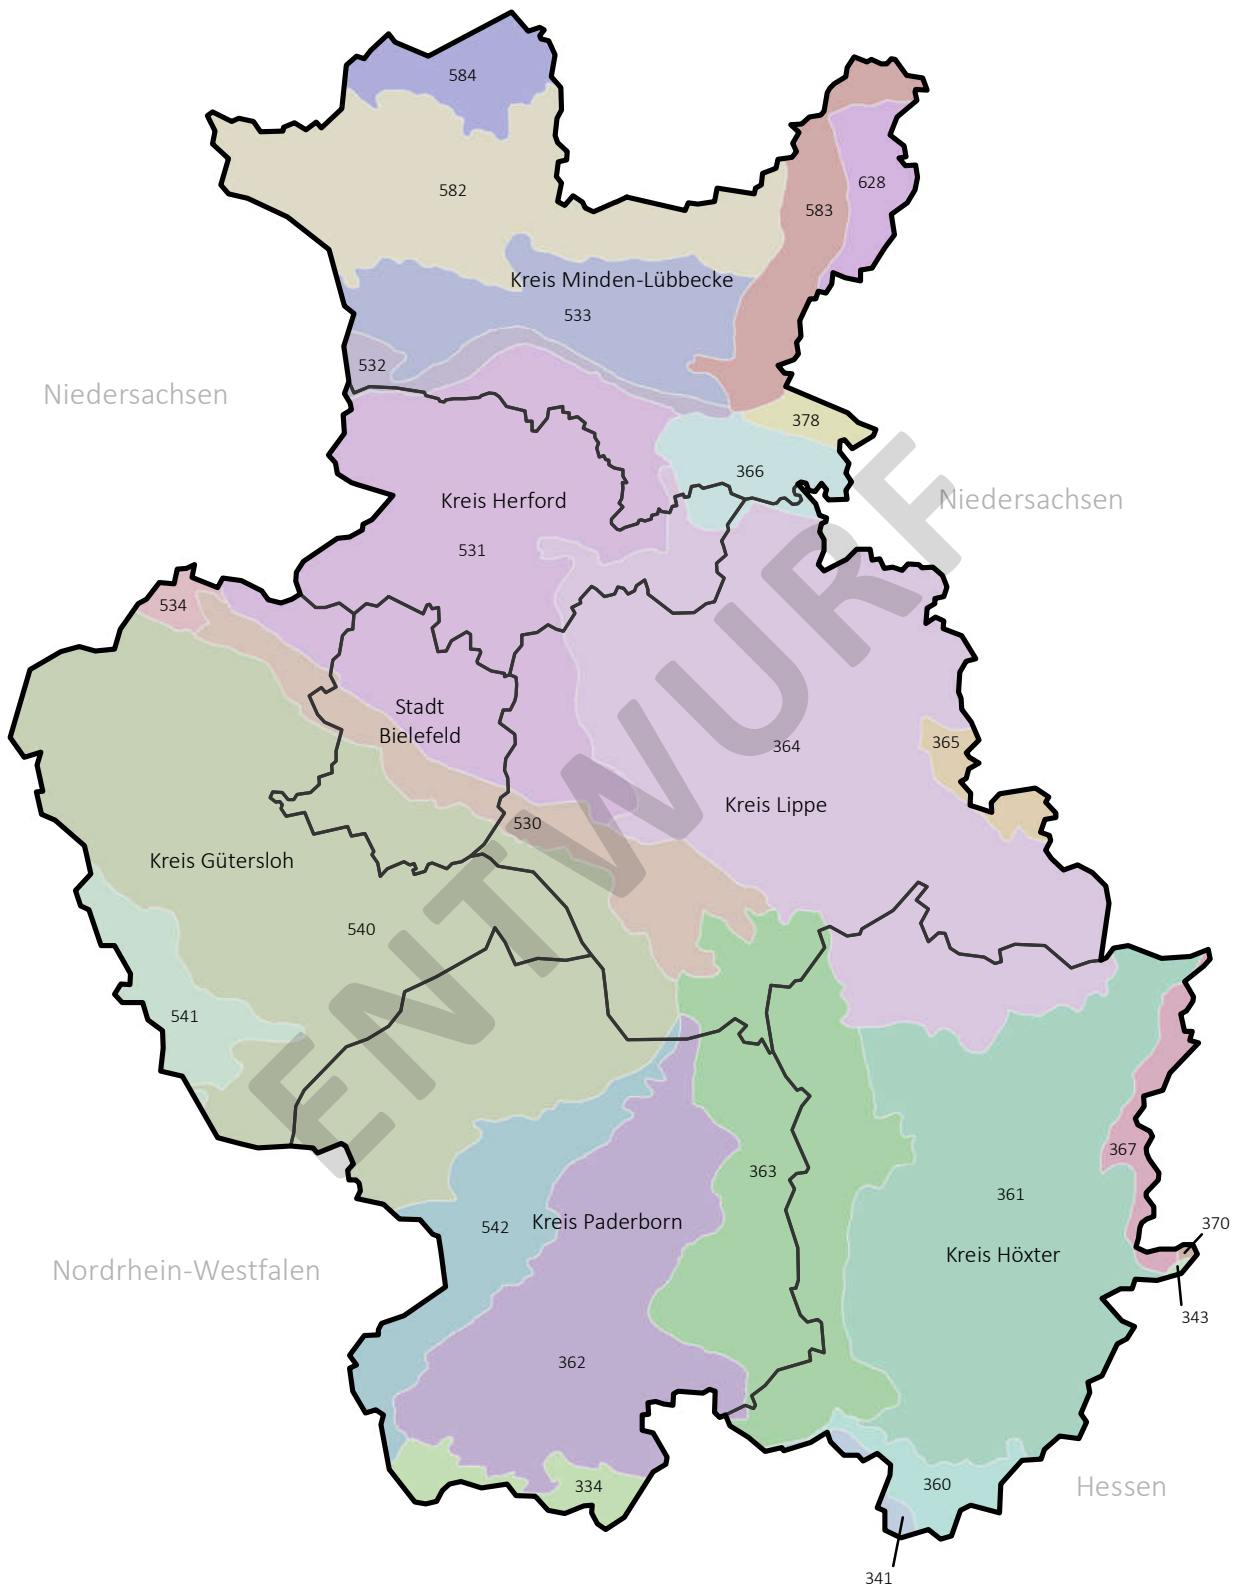 584
582
628
583
Kreis Minden-Lübbecke
533
532
Niedersachsen
378
366
Kreis Herford
Niedersachsen
531
534
Stadt
Bielefeld
365
364
Kreis Lippe
530
Kreis Gütersloh
540
541
ENTWURF
367
363
361
542
Kreis Paderborn
370
Kreis Höxter
Nordrhein-Westfalen
343
362
334
360
Hessen
341